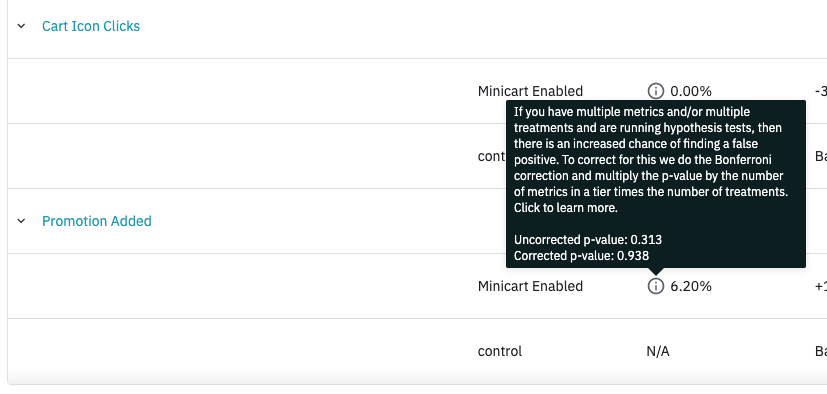 Cart Icon Clicks
Minicart Enabled 0.00% -3
If you have multiple metrics and/or multiple
treatments and are running hypothesis tests, then
there is an increased chance of finding a false
positive. To correct for this we do the Bonferroni
correction and multiply the p-value by the number
of metrics in a tier times the number of treatments.
Click to learn more.
Uncorrected p-value: 0.313
Corrected p-value: 0.938
cont Ba
Promotion Added
Minicart Enabled 6.20% +1
control N/A Ba